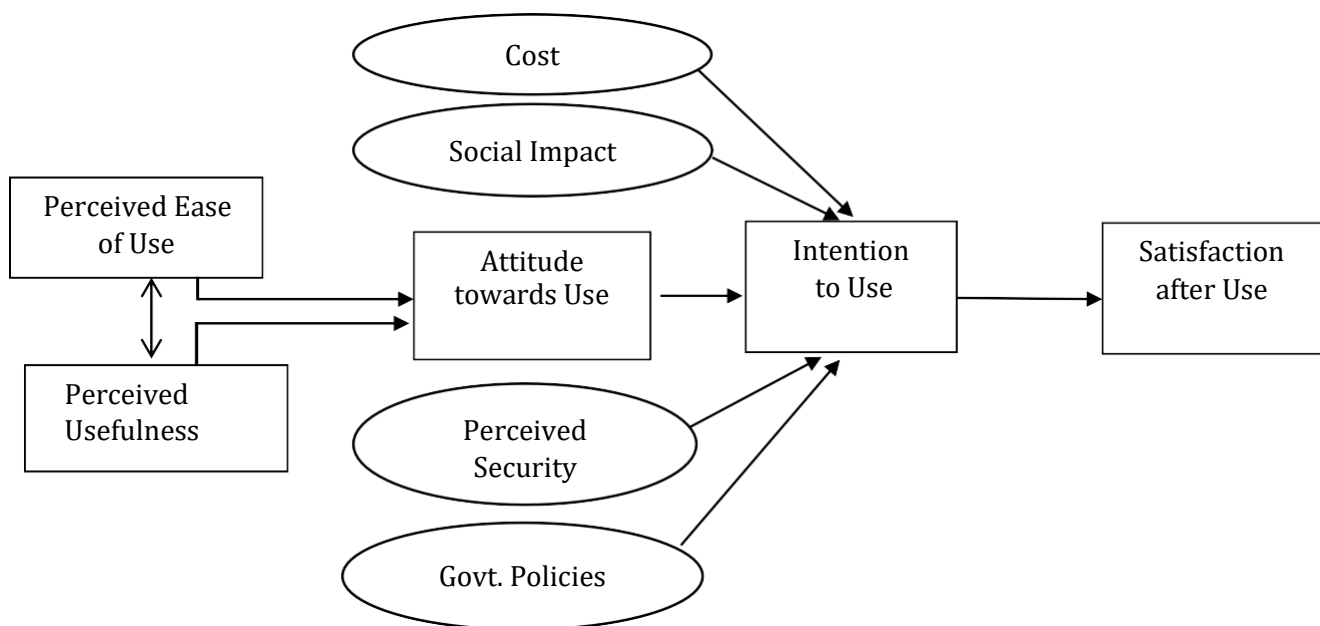 Cost
Social Impact
Perceived Ease
of Use
Attitude
towards Use
Intention
to Use
Satisfaction
after Use
Perceived
Usefulness
Perceived
Security
Govt. Policies